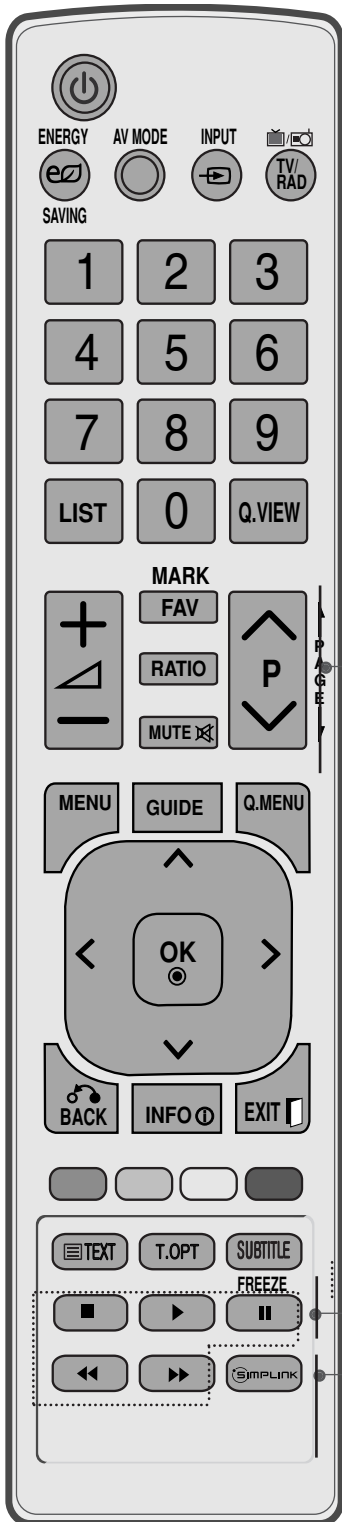 ENERGY AV MODE INPUT
TV/
RAD
SAVING
1 2 3
4 5 6
7 8 9
LIST 0 Q.VIEW
MARK
FAV
RATIO
P
MUTE
PAGE
MENU GUIDE Q.MENU
OK
BACK INFO EXIT
TEXT T.OPT SUBTITLE
FREEZE
SIMPLINK